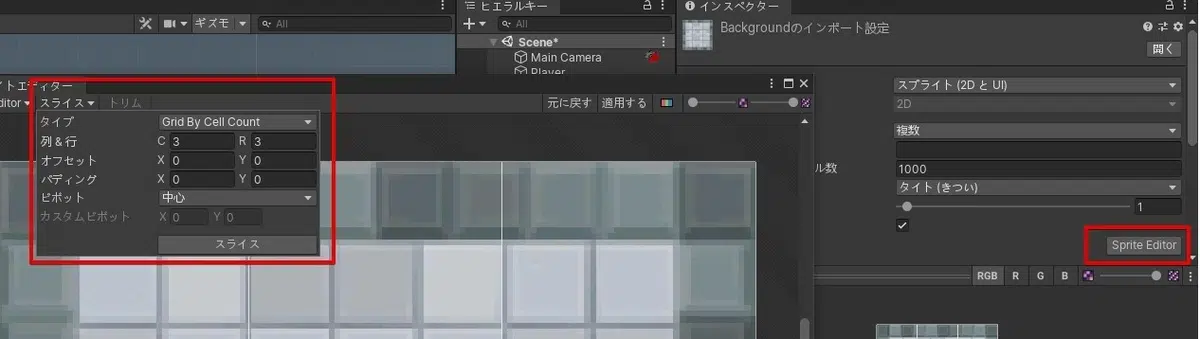 ヒエラルキー
インスペクター
ギズモ
All
All
Backgroundのインポート設定
開く
Scene*
Main Camera
Player
イトエディター
ditor
スライス
トリム
元に戻す
適用する
タイプ
Grid By Cell Count
列 & 行
C 3 R 3
オフセット
X 0 Y 0
パディング
X 0 Y 0
ピボット
中心
カスタムピボット
X 0 Y 0
スライス
スプライト (2D と UI)
2D
複数
ル数
1000
タイト (きつい)
1
Sprite Editor
RGB R G B